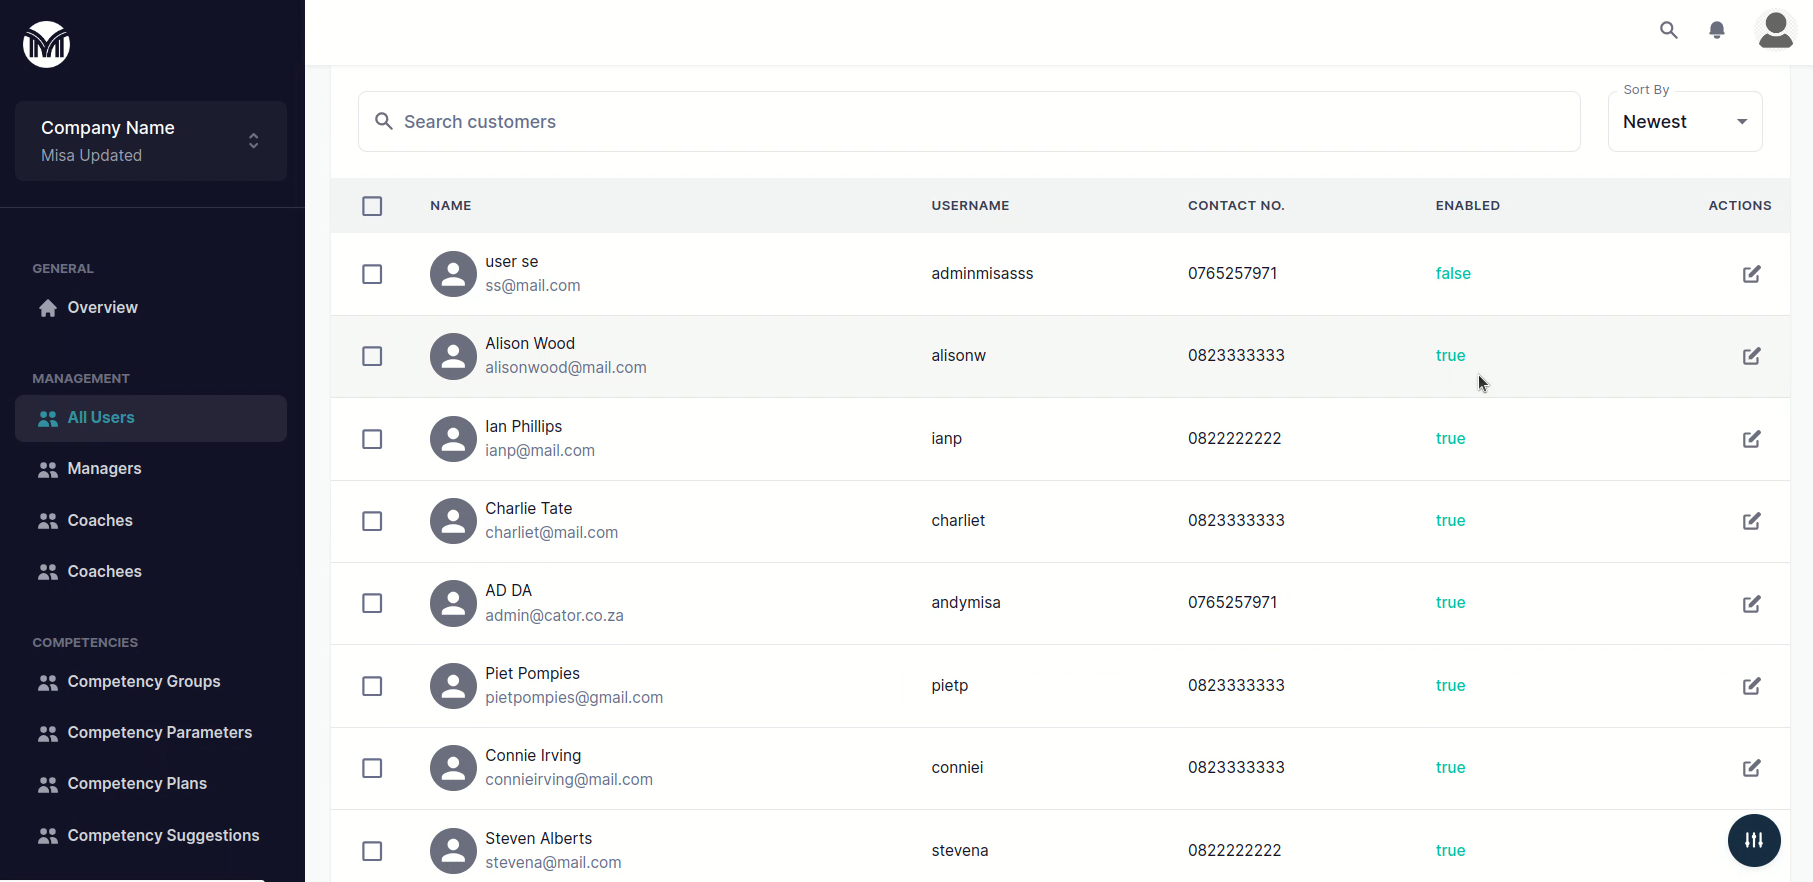 Company Name
Misa Updated
GENERAL
Overview
MANAGEMENT
All Users
Managers
Coaches
Coachees
COMPETENCIES
Competency Groups
Competency Parameters
Competency Plans
Competency Suggestions
Search customers
Sort By
Newest
NAME USERNAME CONTACT NO. ENABLED ACTIONS
user se
ss@mail.com
adminmisasss 0765257971 false
Alison Wood
alisonwood@mail.com
alisonw 0823333333 true
Ian Phillips
ianp@mail.com
ianp 0822222222 true
Charlie Tate
charliet@mail.com
charliet 0823333333 true
AD DA
admin@cator.co.za
andymisa 0765257971 true
Piet Pompies
pietpompies@gmail.com
pietp 0823333333 true
Connie Irving
connieirving@mail.com
conniei 0823333333 true
Steven Alberts
stevena@mail.com
stevena 0822222222 true